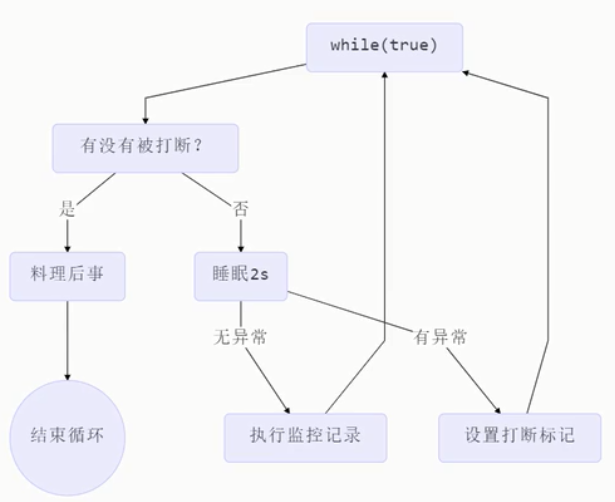 while(true)
有没有被打断？
是
否
料理后事
睡眠2s
无异常
有异常
结束循环
执行监控记录
设置打断标记